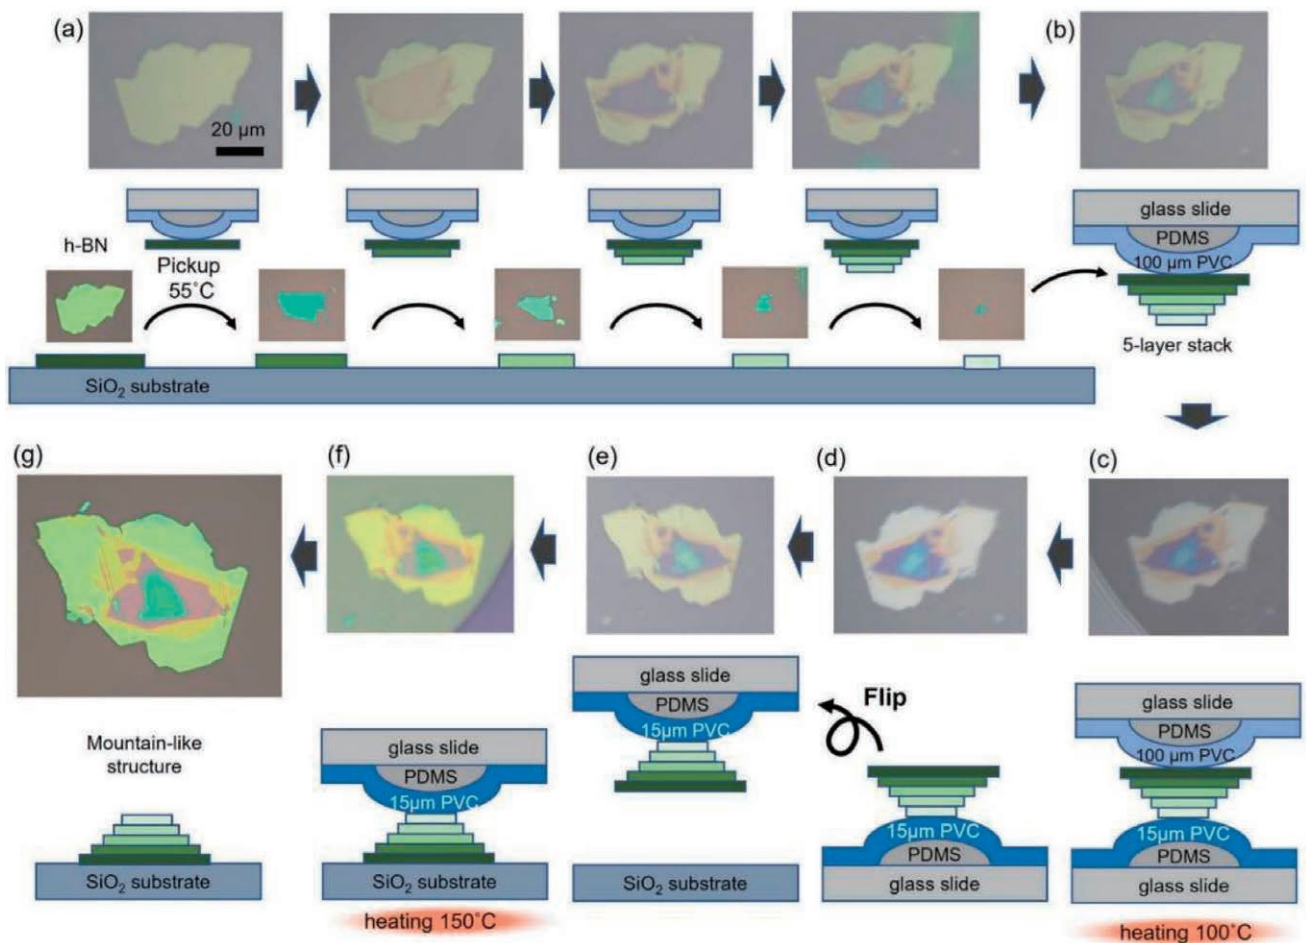 (a)
(b)
20 µm
h-BN
Pickup
55˚C
glass slide
PDMS
100 µm PVC
5-layer stack
SiO₂ substrate
(g)
(f)
(e)
(d)
(c)
Mountain-like
structure
SiO₂ substrate
glass slide
PDMS
15µm PVC
SiO₂ substrate
heating 150˚C
glass slide
PDMS
15µm PVC
SiO₂ substrate
Flip
15µm PVC
PDMS
glass slide
glass slide
PDMS
100 µm PVC
15µm PVC
PDMS
glass slide
heating 100˚C